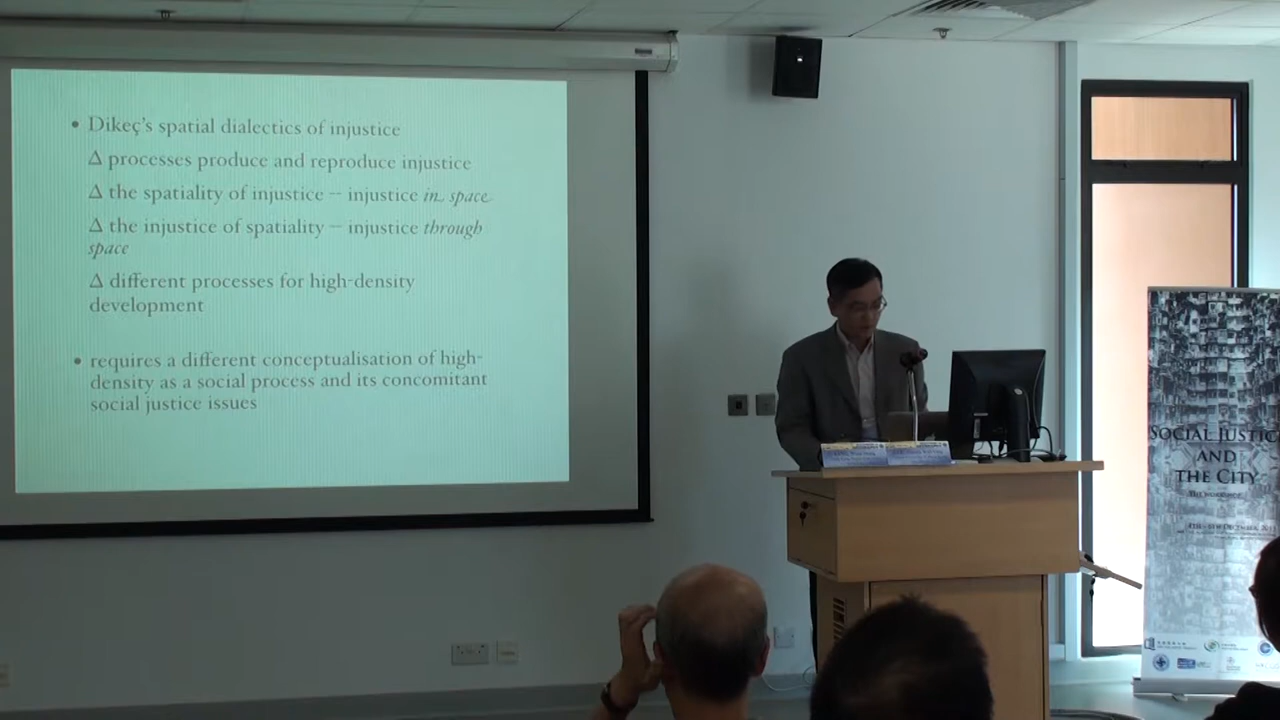 • Dikeç's spatial dialectics of injustice
Δ processes produce and reproduce injustice
Δ the spatiality of injustice – injustice in space
Δ the injustice of spatiality – injustice through
space
Δ different processes for high-density
development
• requires a different conceptualisation of high-
density as a social process and its concomitant
social justice issues
SOCIAL JUSTIC
AND
THE CITY